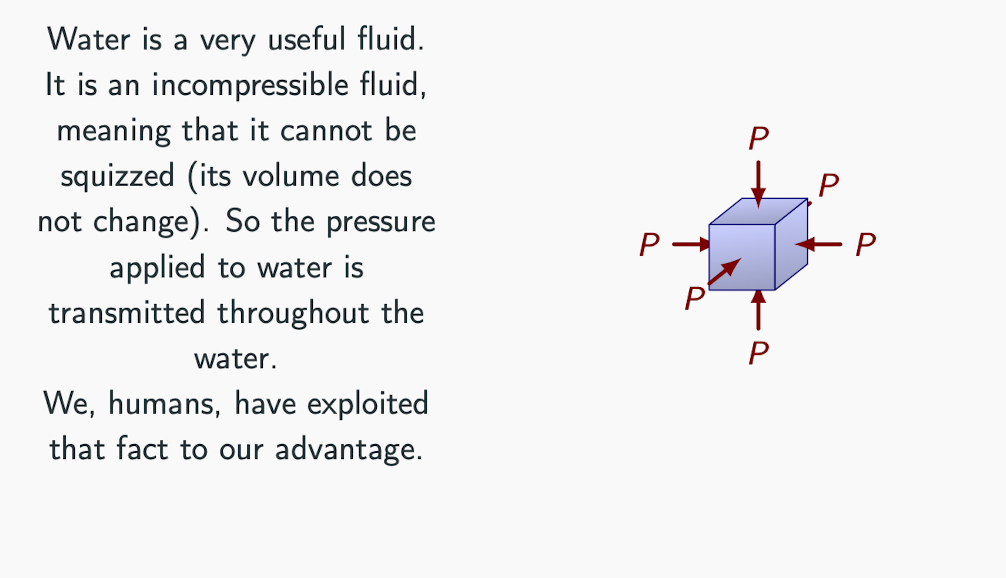 Water is a very useful fluid.
It is an incompressible fluid,
meaning that it cannot be
squizzed (its volume does
not change). So the pressure
applied to water is
transmitted throughout the
water.
We, humans, have exploited
that fact to our advantage.
P
P
P
P
P
P